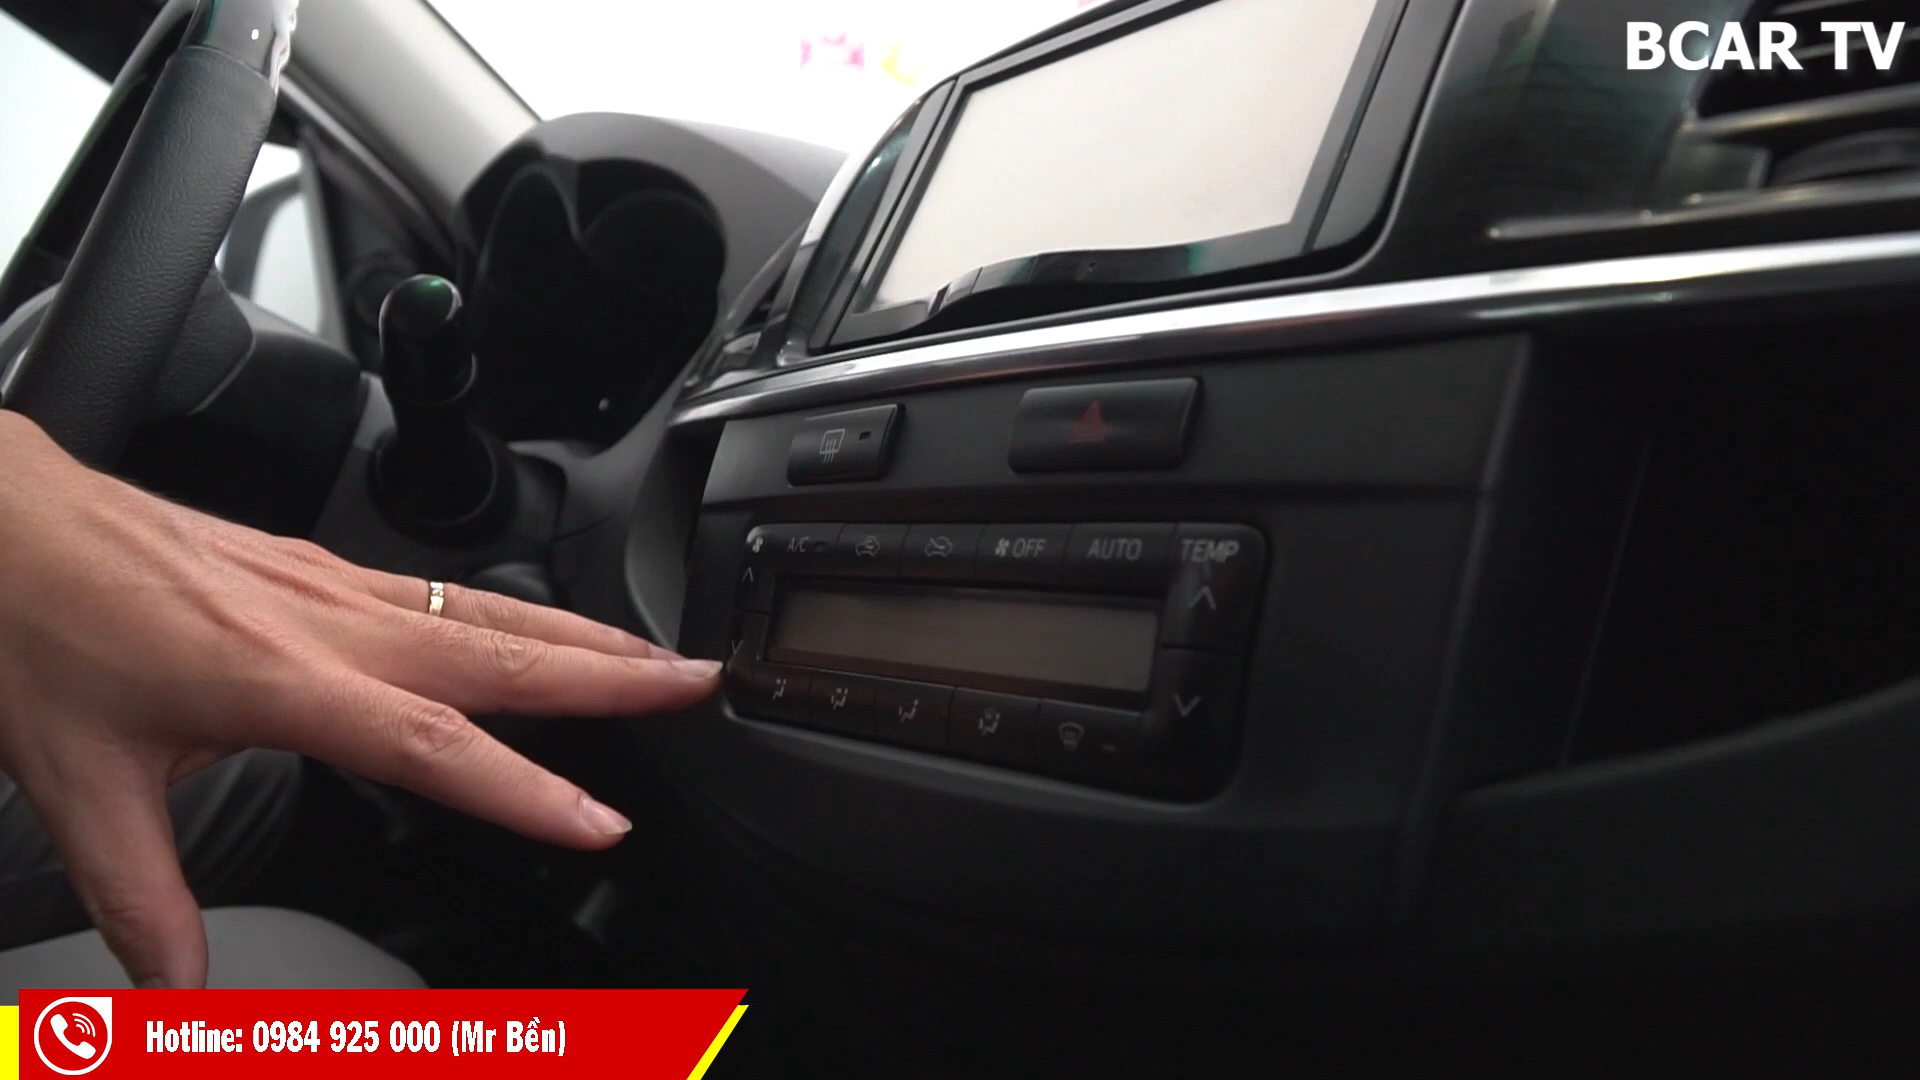 BCAR TV
A/C
OFF
AUTO
TEMP
Hotline: 0984 925 000 (Mr Bền)